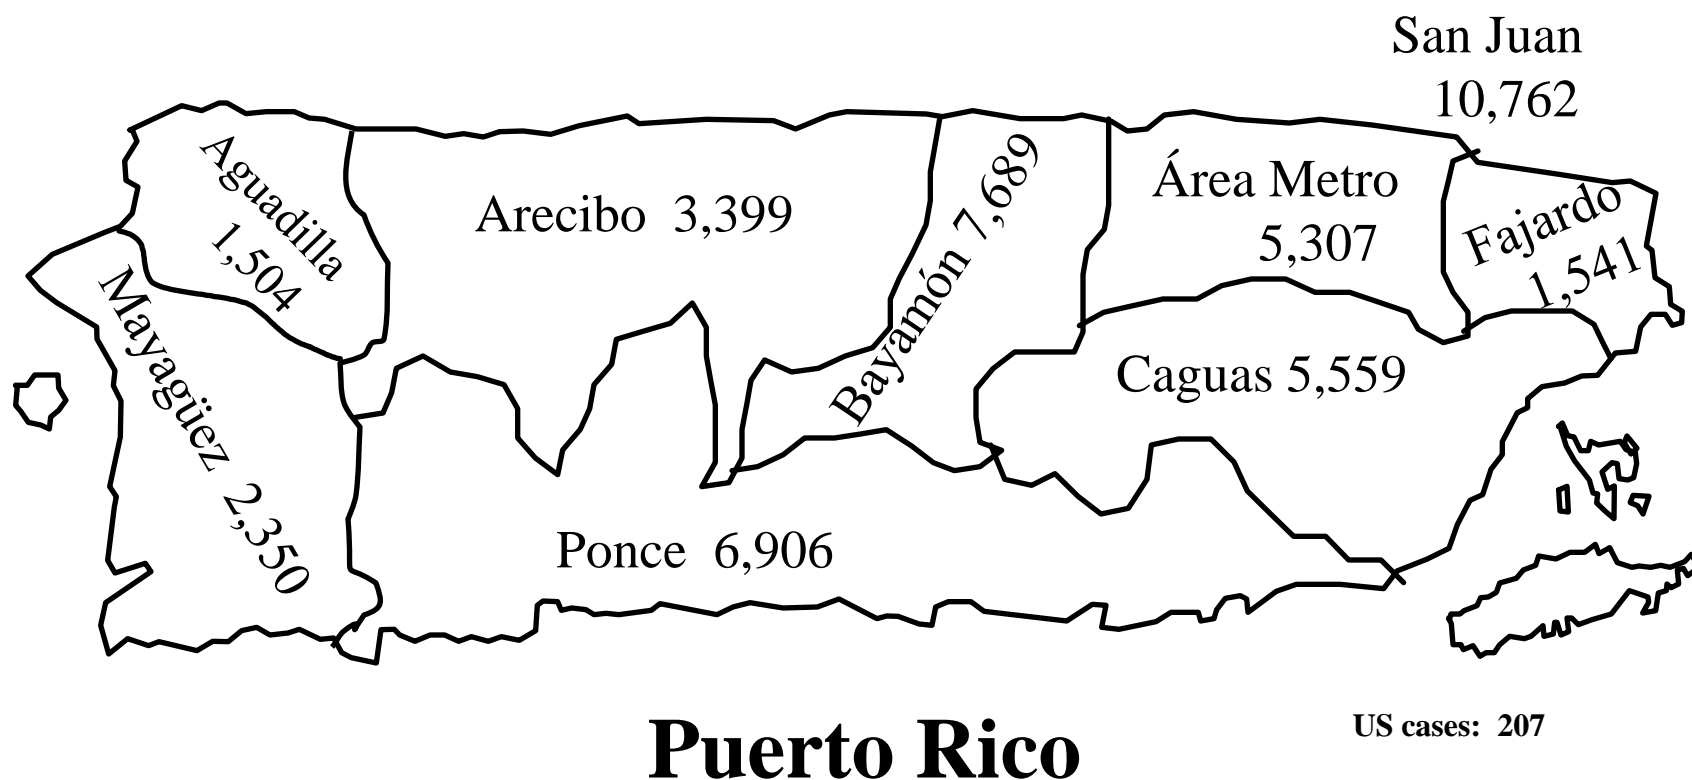 San Juan
10,762
Aguadilla
1,504
Arecibo 3,399
Bayamón 7,689
Área Metro
5,307
Fajardo
1,541
Mayagüez 2,350
Caguas 5,559
Ponce 6,906
Puerto Rico
US cases: 207